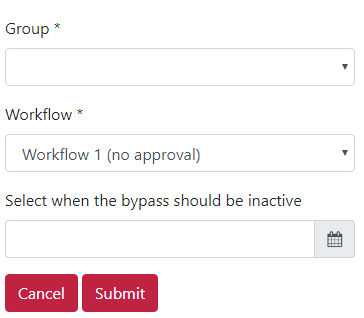 Group *
Workflow *
Workflow 1 (no approval)
Select when the bypass should be inactive
Cancel Submit